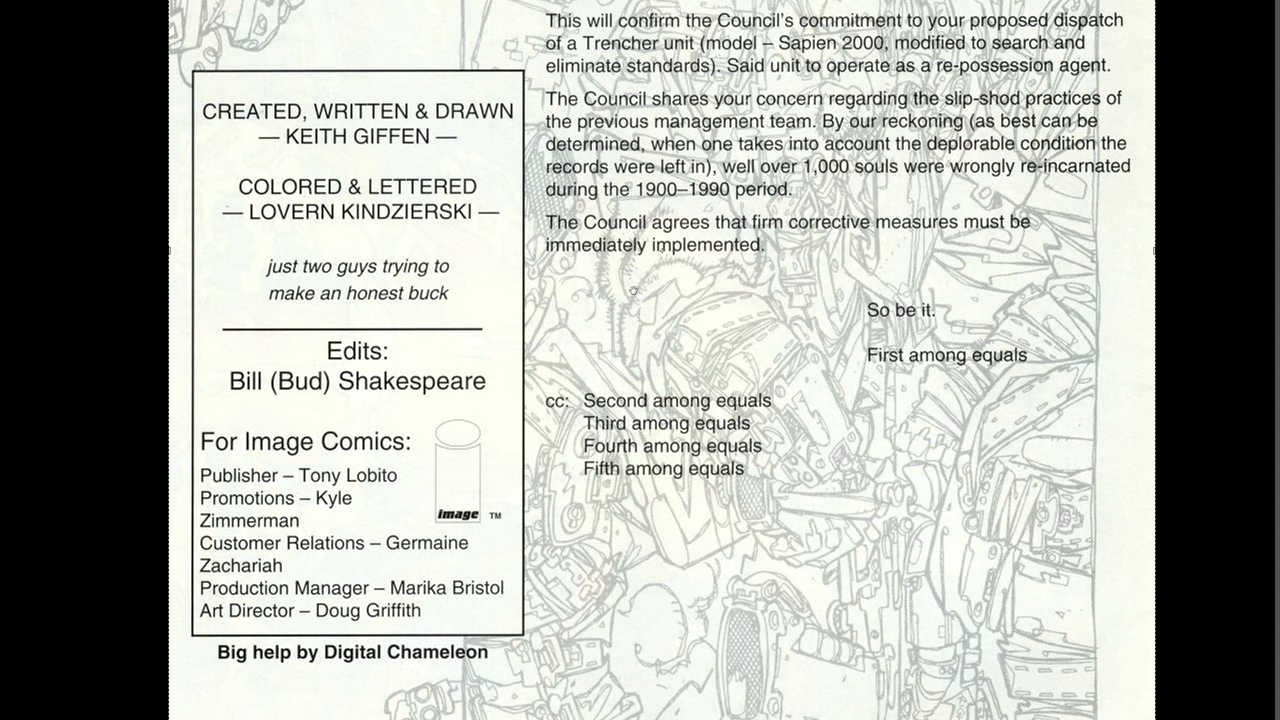 CREATED, WRITTEN & DRAWN
— KEITH GIFFEN —
COLORED & LETTERED
— LOVERN KINDZIERSKI —
just two guys trying to
make an honest buck
Edits:
Bill (Bud) Shakespeare
For Image Comics:
Publisher – Tony Lobito
Promotions – Kyle
Zimmerman
Customer Relations – Germaine
Zachariah
Production Manager – Marika Bristol
Art Director – Doug Griffith
image TM
Big help by Digital Chameleon
This will confirm the Council's commitment to your proposed dispatch
of a Trencher unit (model – Sapien 2000, modified to search and
eliminate standards). Said unit to operate as a re-possession agent.
The Council shares your concern regarding the slip-shod practices of
the previous management team. By our reckoning (as best can be
determined, when one takes into account the deplorable condition the
records were left in), well over 1,000 souls were wrongly re-incarnated
during the 1900–1990 period.
The Council agrees that firm corrective measures must be
immediately implemented.
So be it.
First among equals
cc: Second among equals
Third among equals
Fourth among equals
Fifth among equals